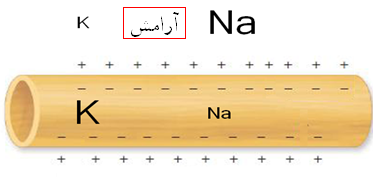 K آرامش Na
+ + + + + + + + + + +
− − − − − − − − − − −
K Na
− − − − − − − − − −
+ + + + + + + + + +